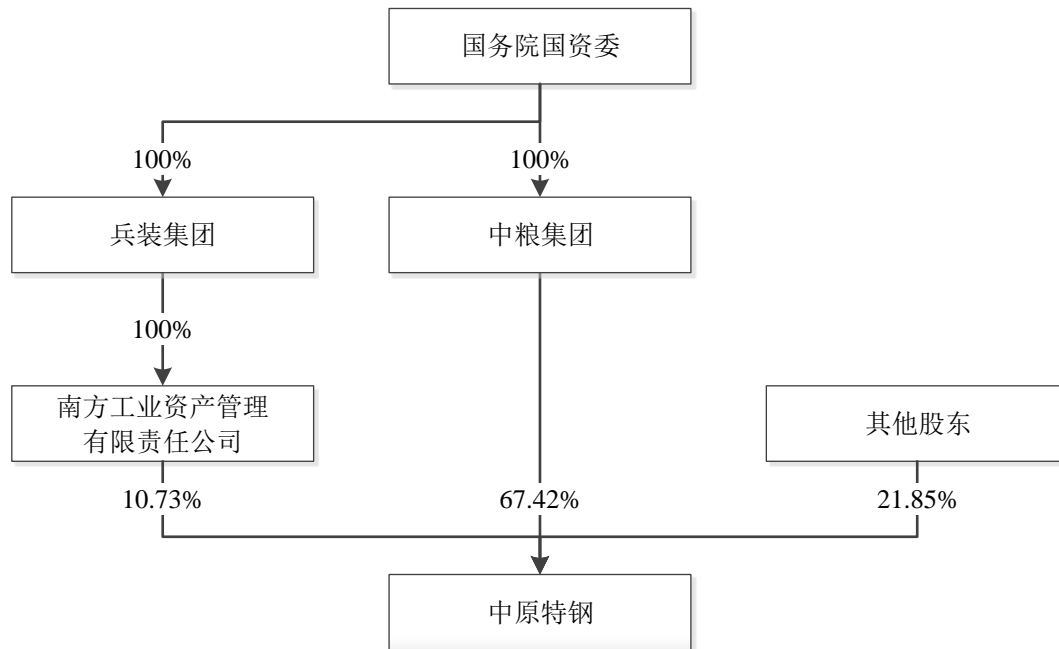 国务院国资委
100%
100%
兵装集团
中粮集团
100%
南方工业资产管理
有限责任公司
其他股东
10.73%
67.42%
21.85%
中原特钢